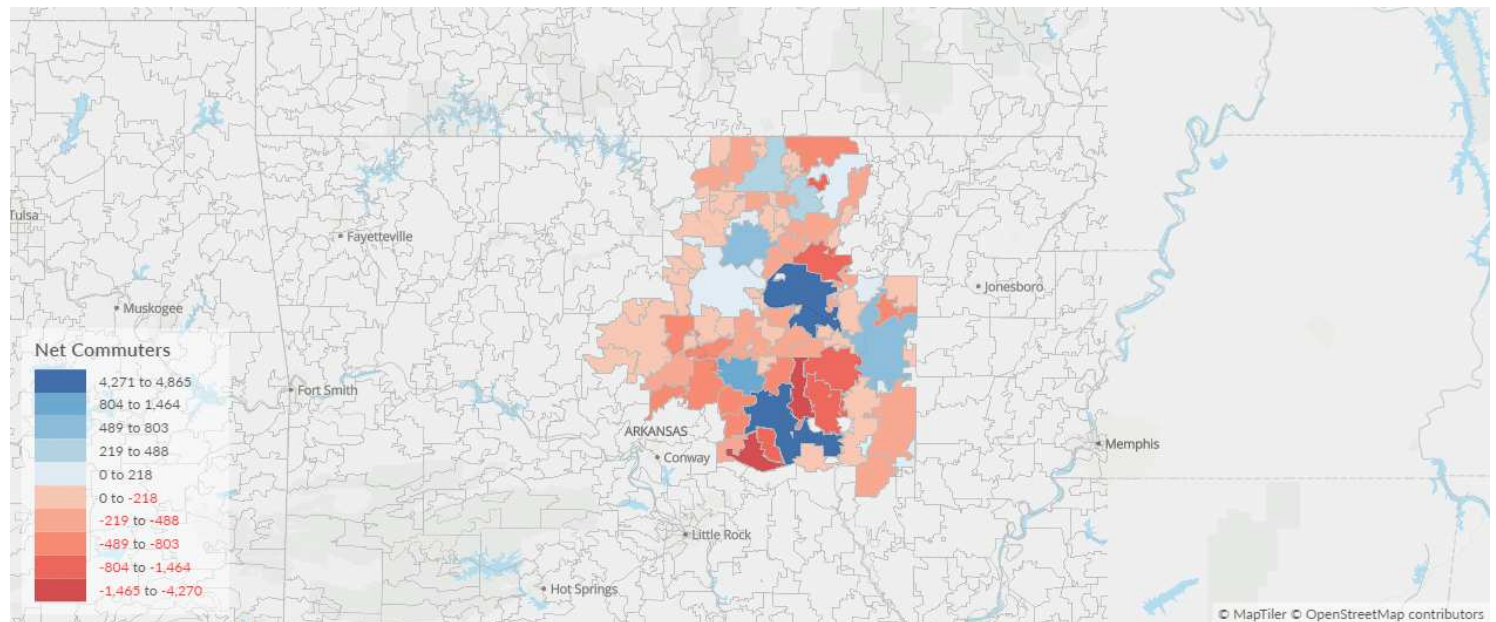 Tulsa
Fayetteville
Jonesboro
Muskogee
Net Commuters
4,271 to 4,865
804 to 1,464
489 to 803
219 to 488
0 to 218
0 to -218
-219 to -488
-489 to -803
-804 to -1,464
-1,465 to -4,270
Fort Smith
ARKANSAS
Conway
Memphis
Little Rock
Hot Springs
© MapTiler © OpenStreetMap contributors